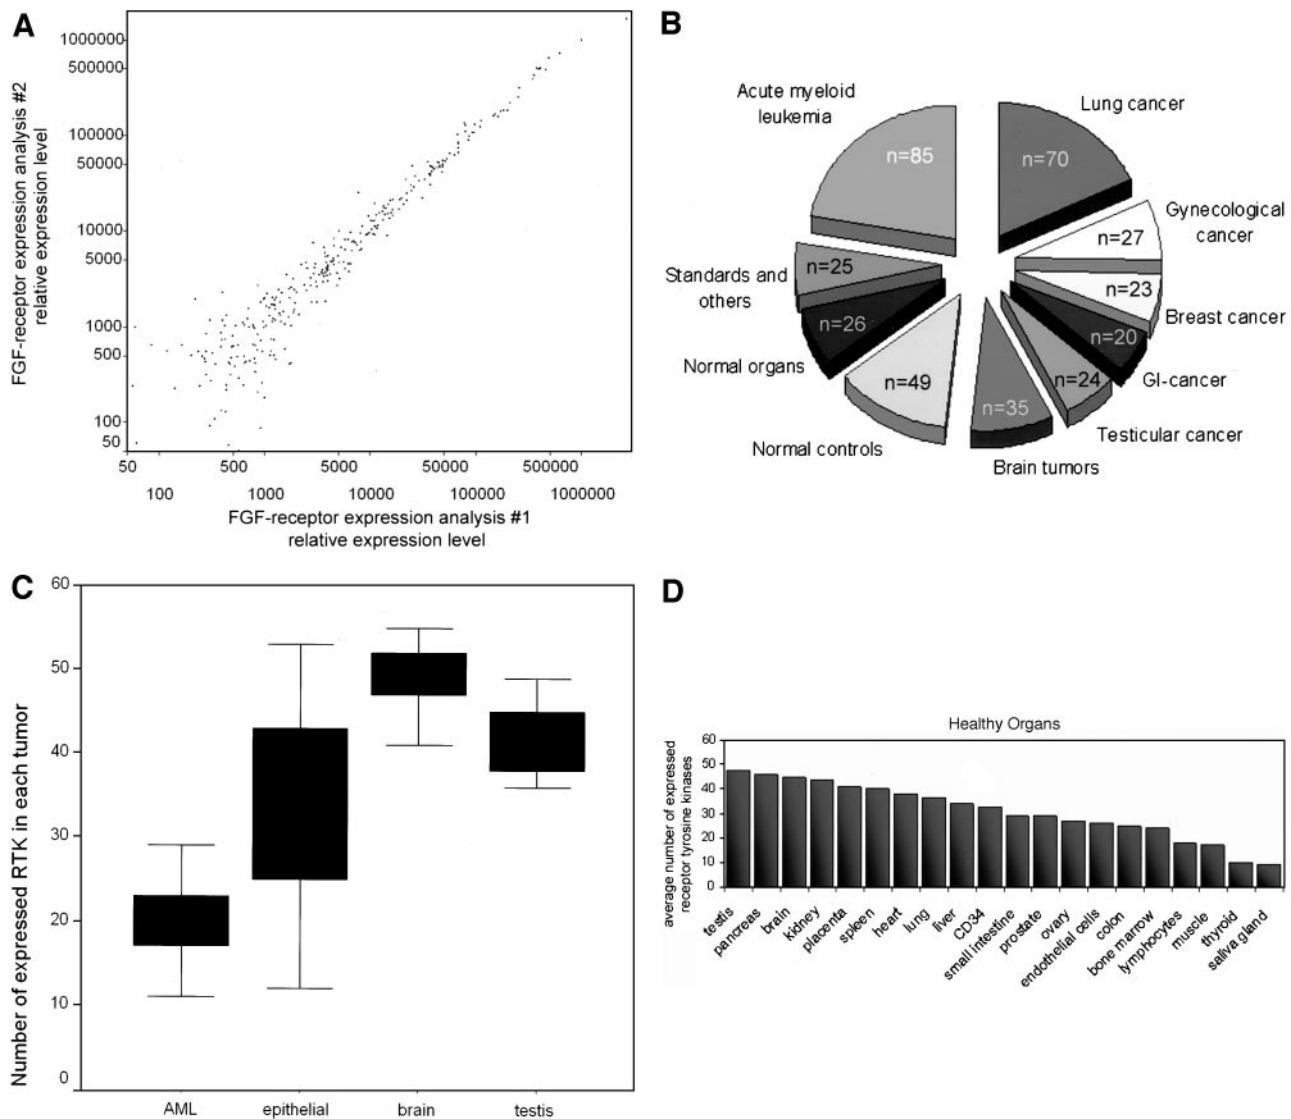 A
FGF-receptor expression analysis #2
relative expression level
1000000
500000
100000
50000
10000
5000
1000
500
100
50
50
500
5000
50000
500000
100
1000
10000
100000
1000000
FGF-receptor expression analysis #1
relative expression level
B
Acute myeloid
leukemia
n=85
Lung cancer
n=70
Gynecological
cancer
n=27
n=23
Breast cancer
n=20
GI-cancer
n=24
Testicular cancer
n=35
Brain tumors
n=49
Normal controls
n=26
Normal organs
n=25
Standards and
others
C
Number of expressed RTK in each tumor
60
50
40
30
20
10
0
AML
epithelial
brain
testis
D
Healthy Organs
average number of expressed
receptor tyrosine kinases
60
50
40
30
20
10
0
testis
pancreas
brain
kidney
placenta
spleen
heart
lung
liver
CD34
small intestine
prostate
ovary
endothelial cells
colon
bone marrow
lymphocytes
muscle
thyroid
saliva gland